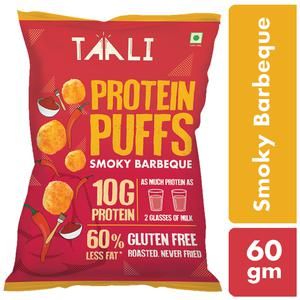 TAALI
PROTEIN
PUFFS
SMOKY BARBEQUE
10G
PROTEIN
AS MUCH PROTEIN AS
2 GLASSES OF MILK
60%
LESS FAT*
GLUTEN FREE
ROASTED, NEVER FRIED
Smoky Barbeque
60
gm